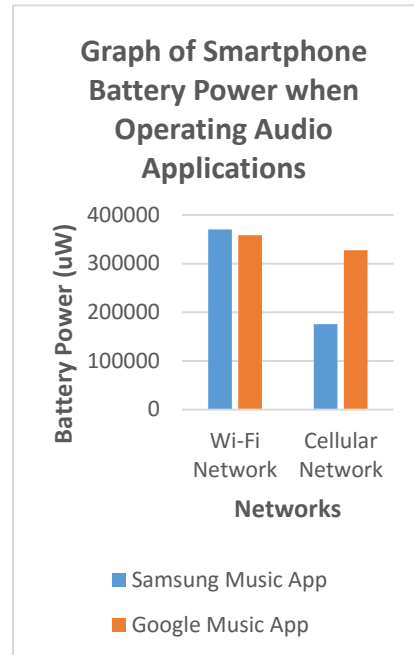 Graph of Smartphone
Battery Power when
Operating Audio
Applications
Battery Power (uW)
400000
300000
200000
100000
0
Wi-Fi
Network
Cellular
Network
Networks
Samsung Music App
Google Music App